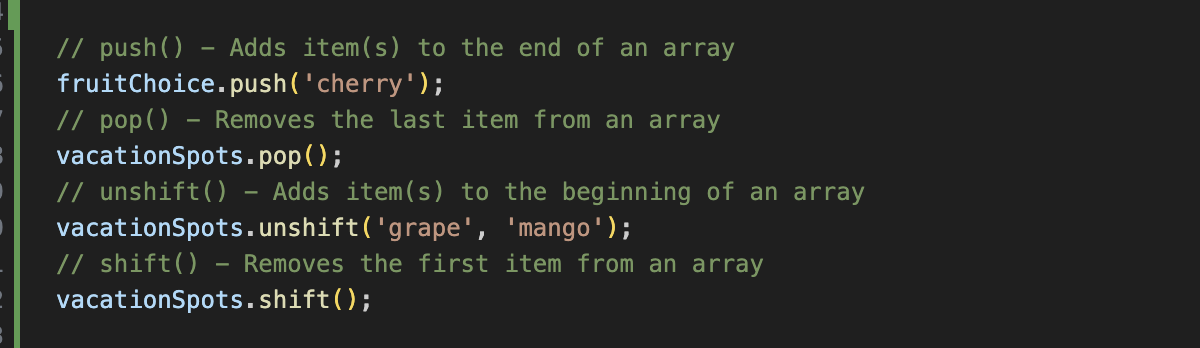 // push() – Adds item(s) to the end of an array
fruitChoice.push('cherry');
// pop() – Removes the last item from an array
vacationSpots.pop();
// unshift() – Adds item(s) to the beginning of an array
vacationSpots.unshift('grape', 'mango');
// shift() – Removes the first item from an array
vacationSpots.shift();